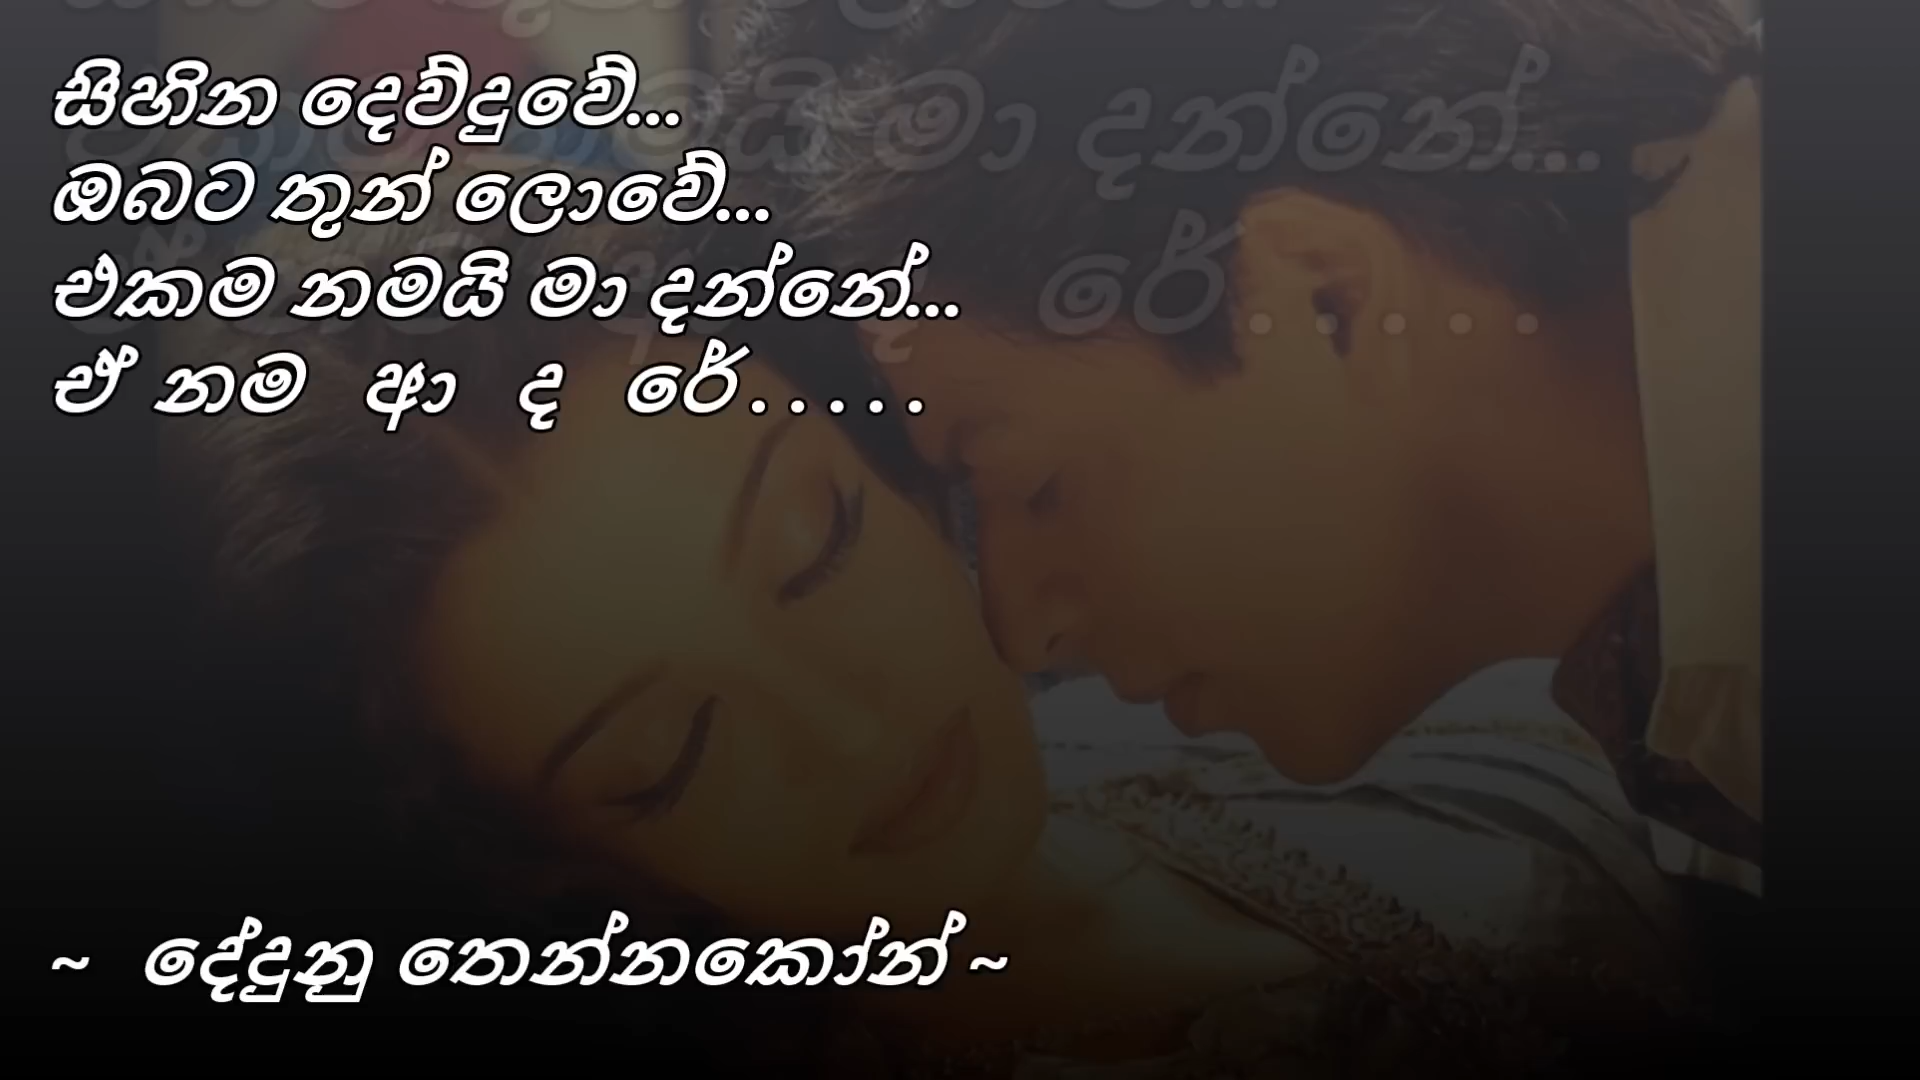 සිහින දෙව්දුවේ...
ඔබට තුන් ලොවේ...
එකම නමයි මා දන්නේ...
ඒ නම ආ ද රේ.....
~ දේදුනු තෙන්නකෝන් ~